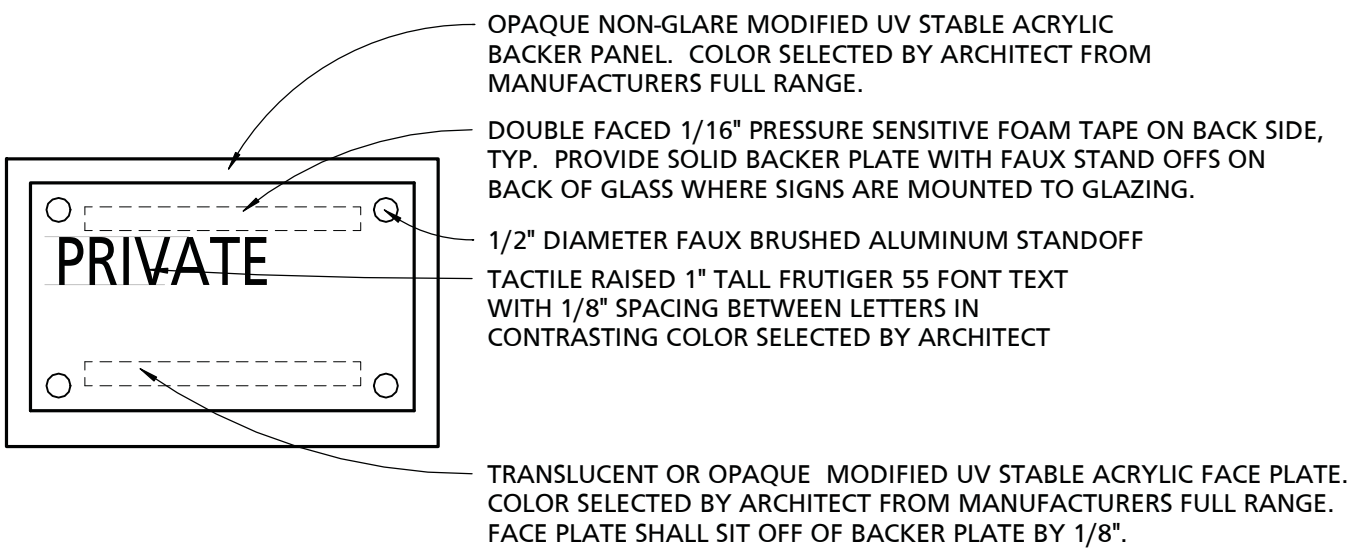 OPAQUE NON-GLARE MODIFIED UV STABLE ACRYLIC
BACKER PANEL.  COLOR SELECTED BY ARCHITECT FROM
MANUFACTURERS FULL RANGE.
DOUBLE FACED 1/16" PRESSURE SENSITIVE FOAM TAPE ON BACK SIDE,
TYP.  PROVIDE SOLID BACKER PLATE WITH FAUX STAND OFFS ON
BACK OF GLASS WHERE SIGNS ARE MOUNTED TO GLAZING.
1/2" DIAMETER FAUX BRUSHED ALUMINUM STANDOFF
PRIVATE
TACTILE RAISED 1" TALL FRUTIGER 55 FONT TEXT
WITH 1/8" SPACING BETWEEN LETTERS IN
CONTRASTING COLOR SELECTED BY ARCHITECT
TRANSLUCENT OR OPAQUE  MODIFIED UV STABLE ACRYLIC FACE PLATE.
COLOR SELECTED BY ARCHITECT FROM MANUFACTURERS FULL RANGE.
FACE PLATE SHALL SIT OFF OF BACKER PLATE BY 1/8".